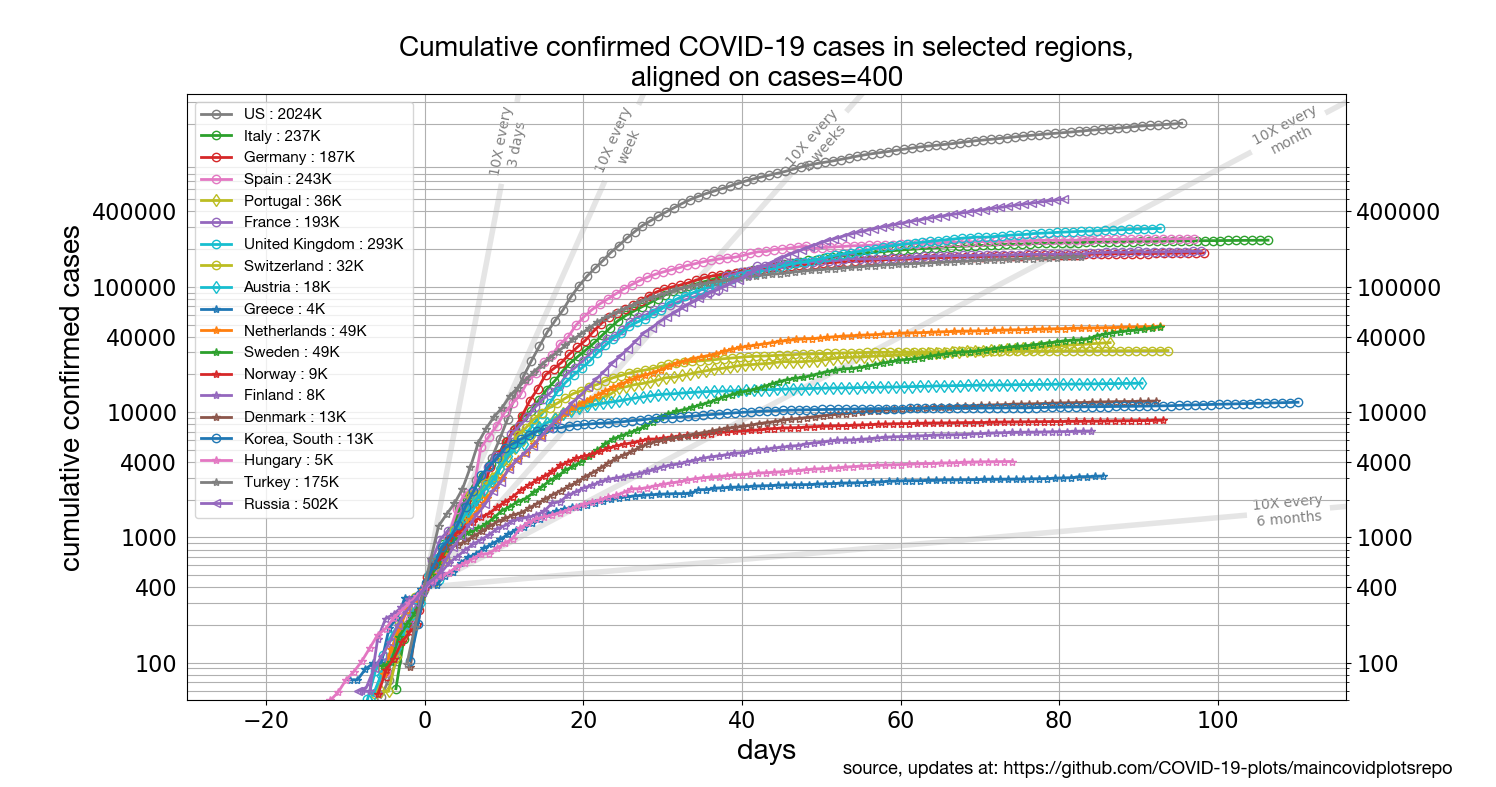 Cumulative confirmed COVID-19 cases in selected regions,
aligned on cases=400
US : 2024K
Italy : 237K
Germany : 187K
Spain : 243K
Portugal : 36K
France : 193K
United Kingdom : 293K
Switzerland : 32K
Austria : 18K
Greece : 4K
Netherlands : 49K
Sweden : 49K
Norway : 9K
Finland : 8K
Denmark : 13K
Korea, South : 13K
Hungary : 5K
Turkey : 175K
Russia : 502K
10X every
3 days
10X every
week
10X every
weeks
10X every
month
10X every
6 months
cumulative confirmed cases
400000
100000
40000
10000
4000
1000
400
100
400000
100000
40000
10000
4000
1000
400
100
−20
0
20
40
60
80
100
days
source, updates at: https://github.com/COVID-19-plots/maincovidplotsrepo